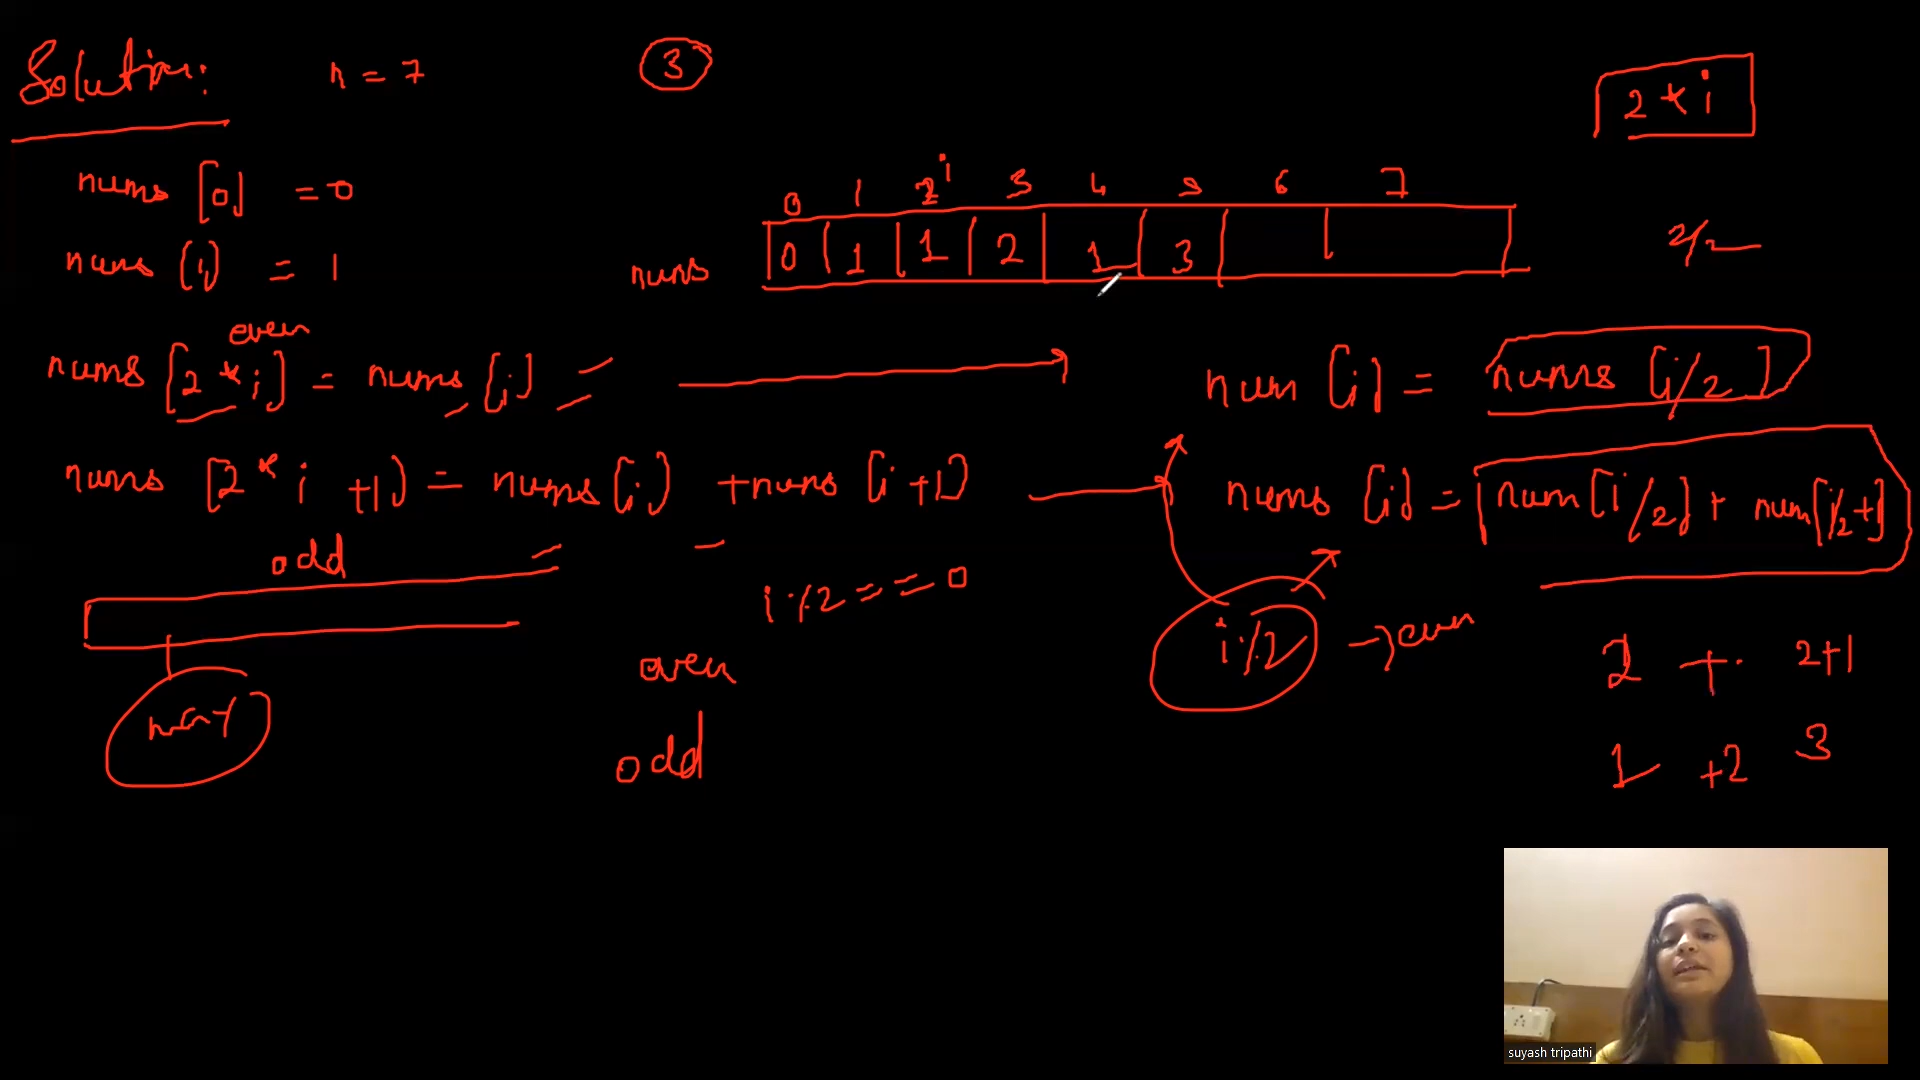 Solution: n = 7 3
2 * i
nums [0] = 0
0 1 2 i 3 4 5 6 7
nums [i] = 1
nums 0 1 1 2 1 3
2/2
even
nums [2 * i] = nums [i] =
num [i] = nums [i/2]
nums [2 * i +1] = nums [i] + nums [i +1]
nums [i] = num [i/2] + num [i/2+1]
odd
i % 2 = = 0
i % 2 → even
even
2 + 2+1
max
odd
1 +2 3
suyash tripathi